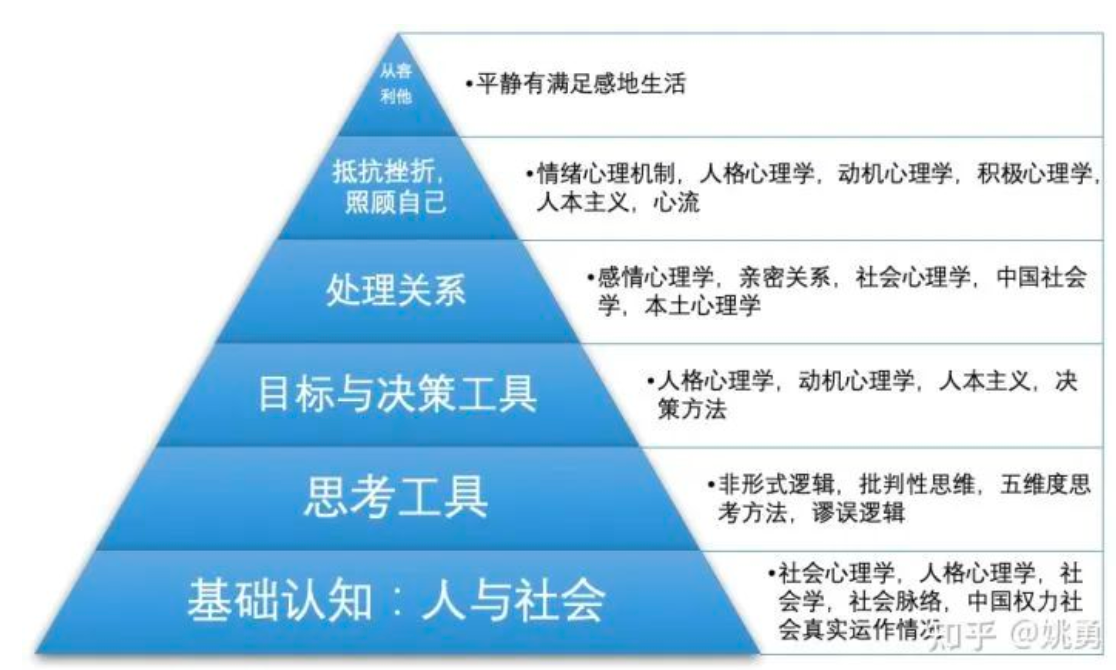 从容
利他
•平静有满足感地生活
抵抗挫折，
照顾自己
•情绪心理机制，人格心理学，动机心理学，积极心理学，
人本主义，心流
处理关系
•感情心理学，亲密关系，社会心理学，中国社会
学，本土心理学
目标与决策工具
•人格心理学，动机心理学，人本主义，决
策方法
思考工具
•非形式逻辑，批判性思维，五维度思
考方法，谬误逻辑
基础认知：人与社会
•社会心理学，人格心理学，社
会学，社会脉络，中国权力社
会真实运作情况
知乎 @姚勇